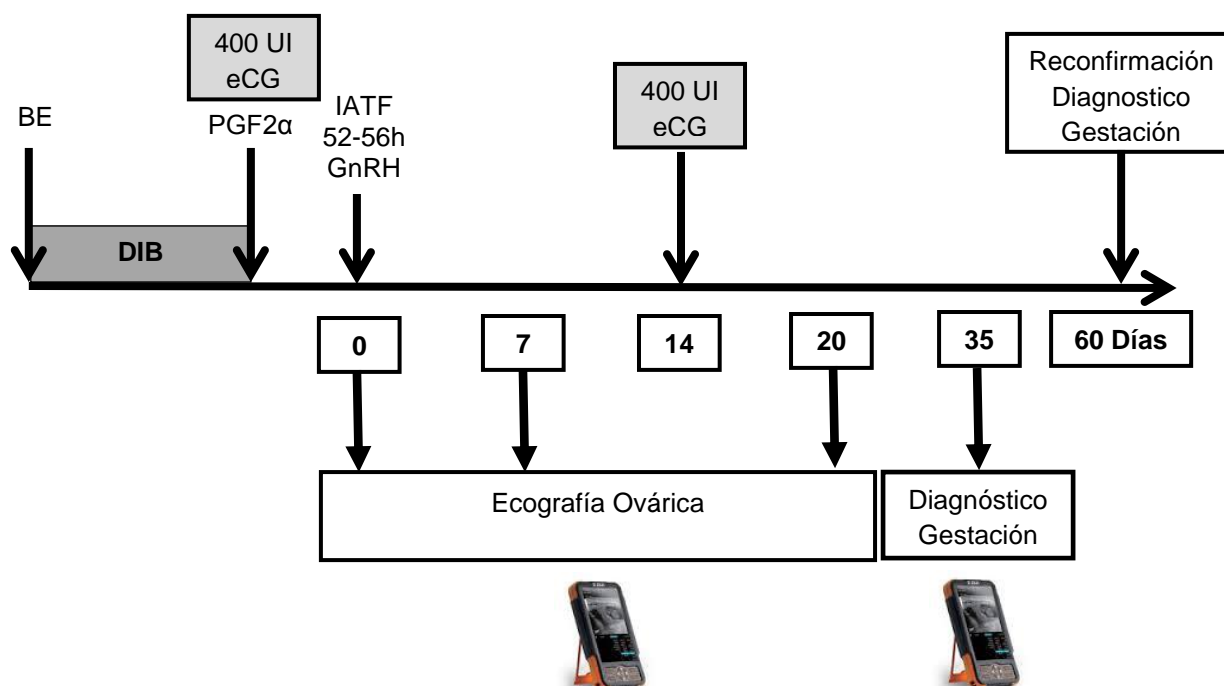 400 UI
eCG
BE
PGF2α
IATF
52-56h
GnRH
400 UI
eCG
Reconfirmación
Diagnostico
Gestación
DIB
0
7
14
20
35
60 Días
Ecografía Ovárica
Diagnóstico
Gestación